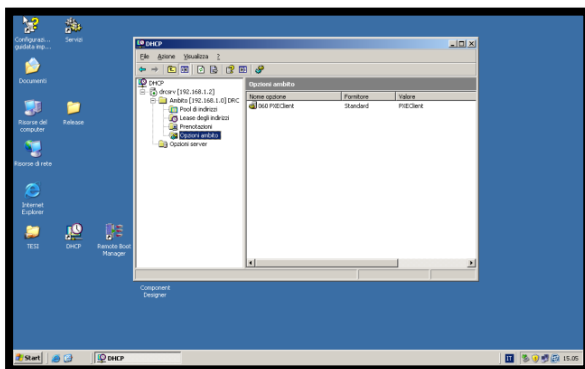 Configurazi...
guidata imp...
Servizi
Documenti
Risorse del
computer
Release
Risorse di rete
Internet
Explorer
TESI
DHCP
Remote Boot
Manager
Component
Designer
DHCP
File Azione Visualizza ?
DHCP
drcsrv [192.168.1.2]
Ambito [192.168.1.0] DRC
Pool di indirizzi
Lease degli indirizzi
Prenotazioni
Opzioni ambito
Opzioni server
Opzioni ambito
Nome opzione Fornitore Valore
060 PXEClient Standard PXEClient
Start
DHCP
IT
15.05